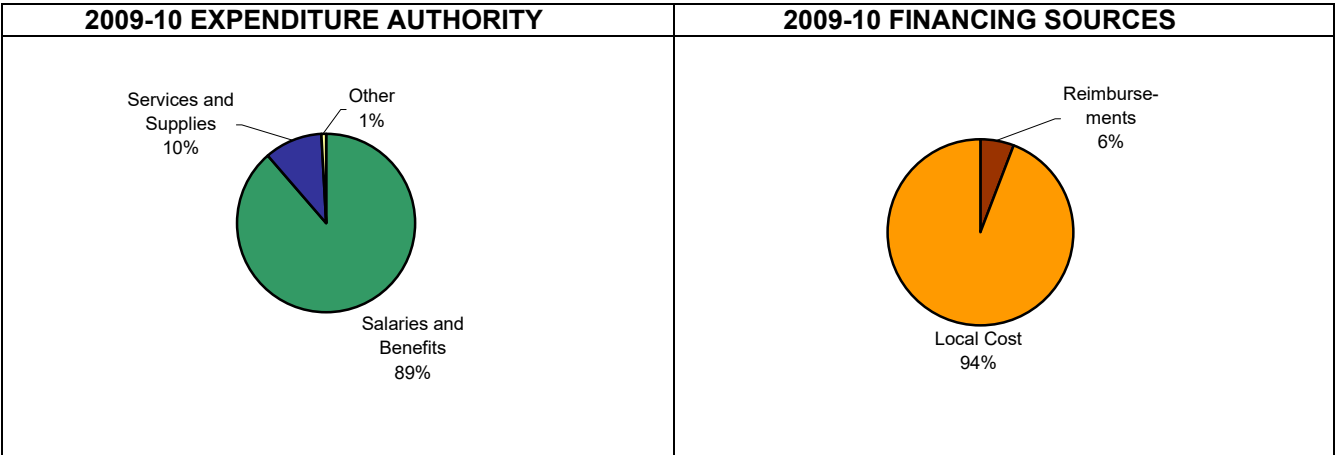 2009-10 EXPENDITURE AUTHORITY
Services and
Supplies
10%
Other
1%
Salaries and
Benefits
89%
2009-10 FINANCING SOURCES
Reimburse-
ments
6%
Local Cost
94%